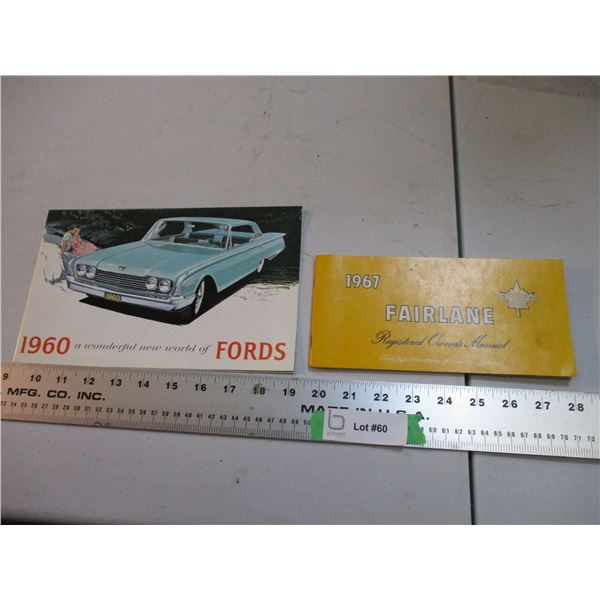 1960
1960 a wonderful new world of FORDS
1967
FAIRLANE
Registered Owner's Manual
9 10 11 12 13 14 15 16 17 18 19 20 21 22 23 24 25 26 27 28
MFG. CO. INC.
MADE IN U.S.A.
Lot #60